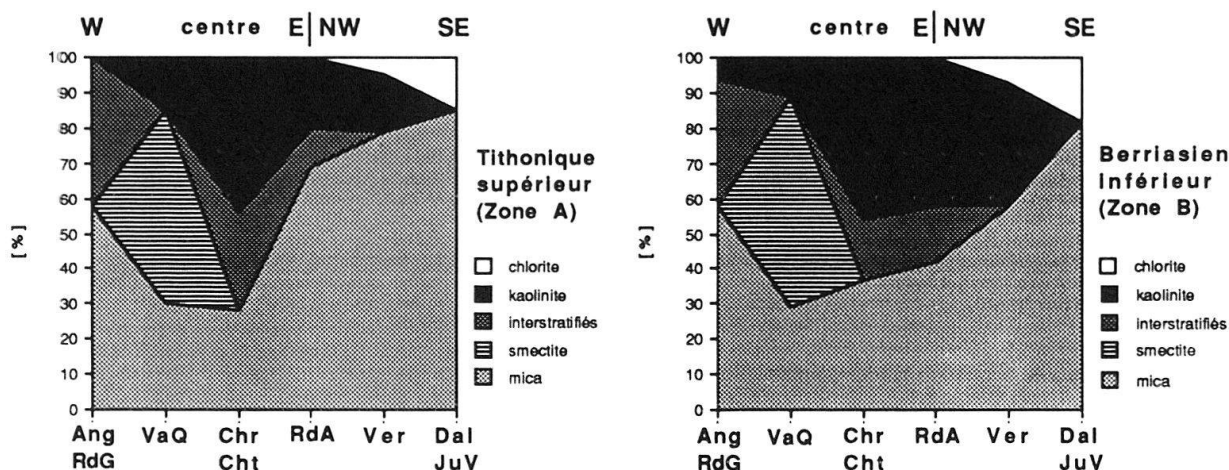 W centre E|NW SE
100
90
80
70
60
50
40
30
20
10
0
[%]
Ang VaQ Chr RdA Ver Dal
RdG Cht JuV
Tithonique
supérieur
(Zone A)
chlorite
kaolinite
interstratifiés
smectite
mica
W centre E|NW SE
100
90
80
70
60
50
40
30
20
10
0
[%]
Ang VaQ Chr RdA Ver Dal
RdG Cht JuV
Berriasien
inférieur
(Zone B)
chlorite
kaolinite
interstratifiés
smectite
mica